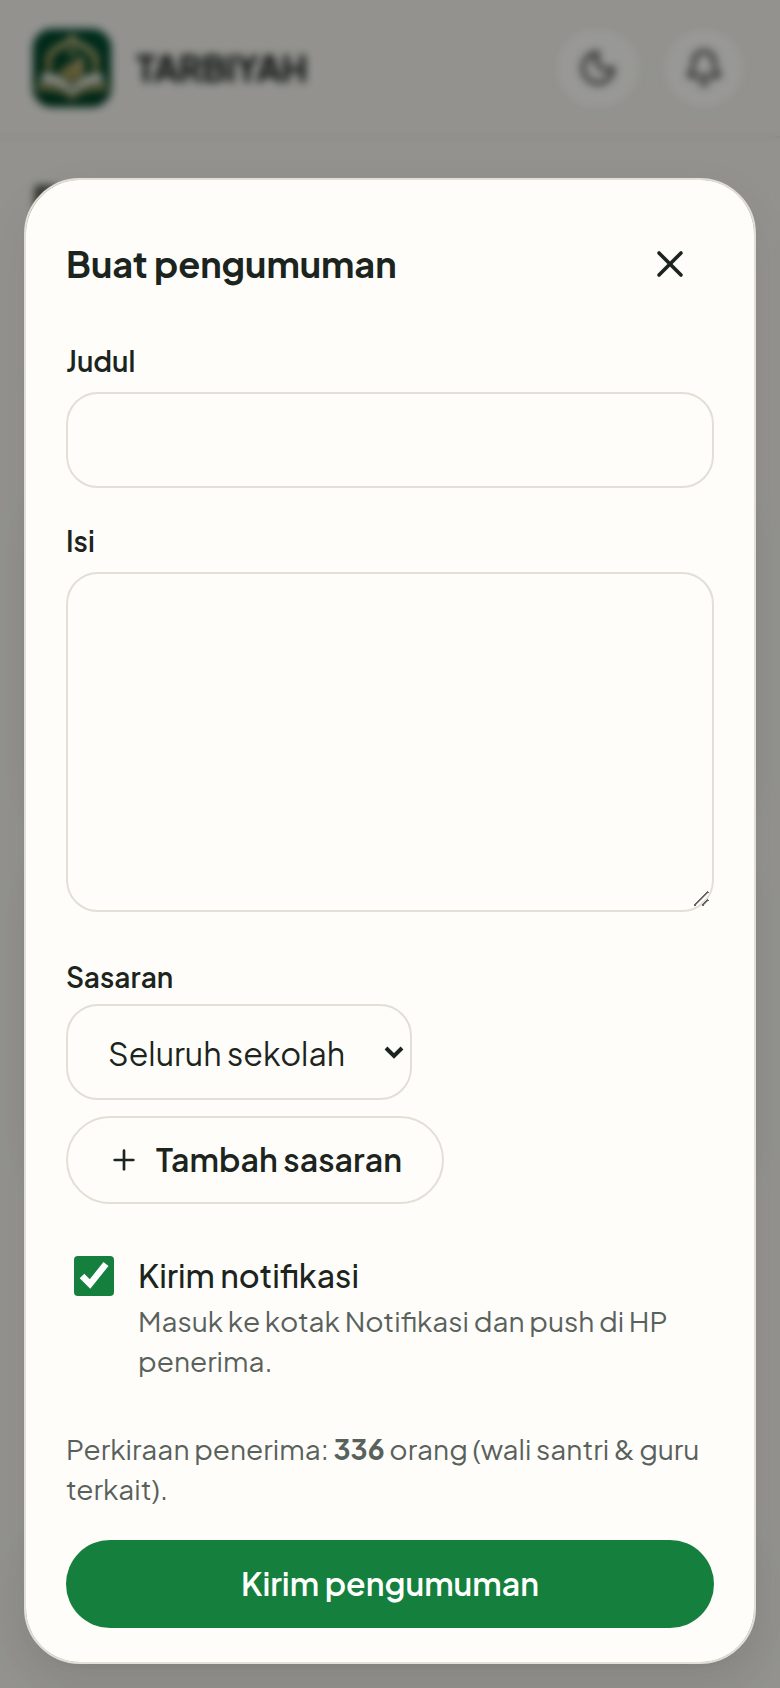 TARBIYAH
Buat pengumuman
Judul
Isi
Sasaran
Seluruh sekolah
+ Tambah sasaran
Kirim notifikasi
Masuk ke kotak Notifikasi dan push di HP
penerima.
Perkiraan penerima: 336 orang (wali santri & guru
terkait).
Kirim pengumuman